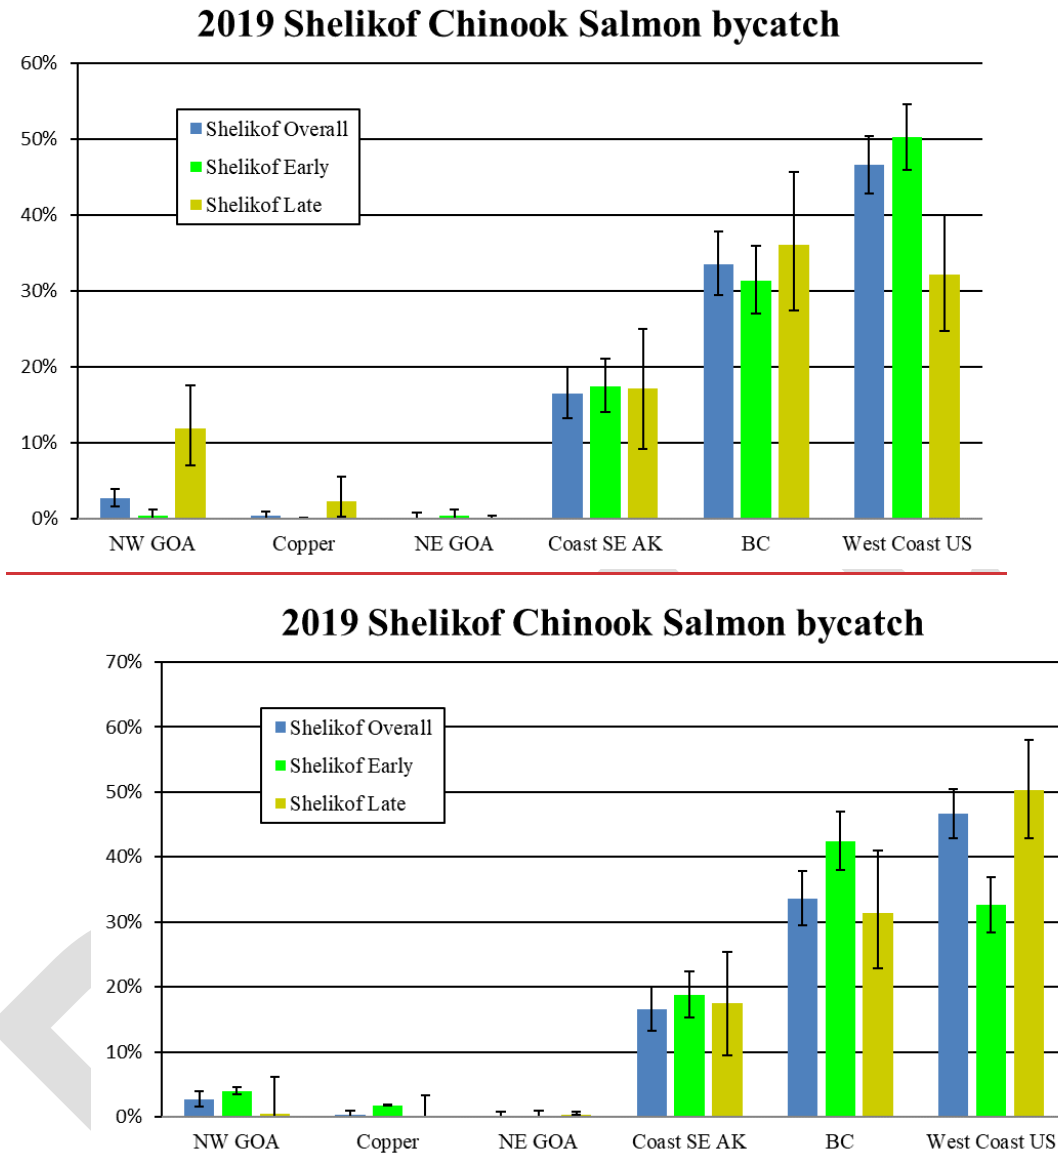 2019 Shelikof Chinook Salmon bycatch
60%
Shelikof Overall
50%
Shelikof Early
Shelikof Late
40%
30%
20%
10%
0%
NW GOA Copper NE GOA Coast SE AK BC West Coast US
2019 Shelikof Chinook Salmon bycatch
70%
60%
Shelikof Overall
Shelikof Early
50%
Shelikof Late
40%
30%
20%
10%
0%
NW GOA Copper NE GOA Coast SE AK BC West Coast US